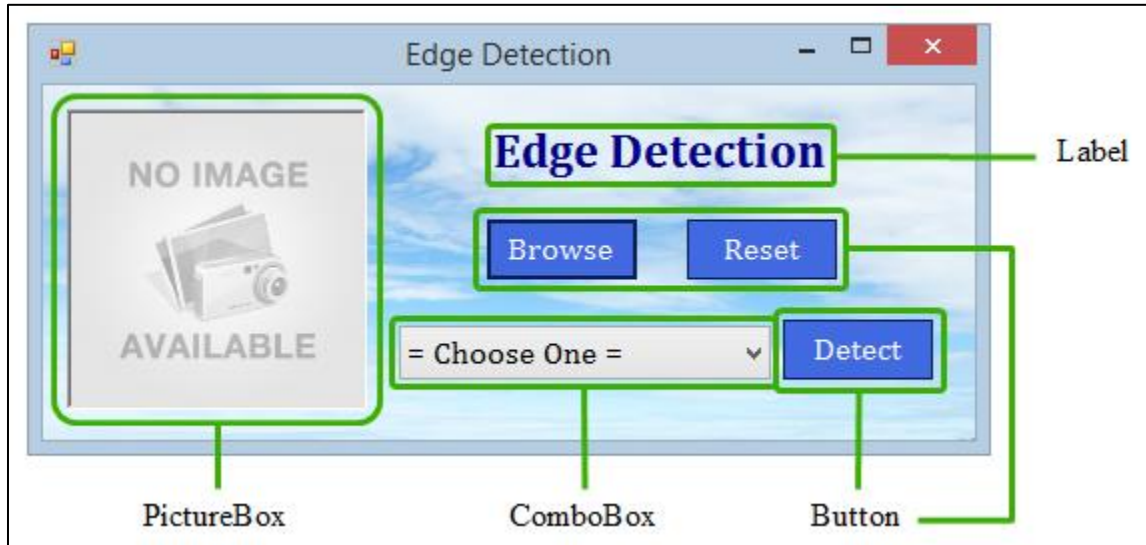 Edge Detection
NO IMAGE
AVAILABLE
Edge Detection
Browse Reset
= Choose One = Detect
Label
PictureBox ComboBox Button